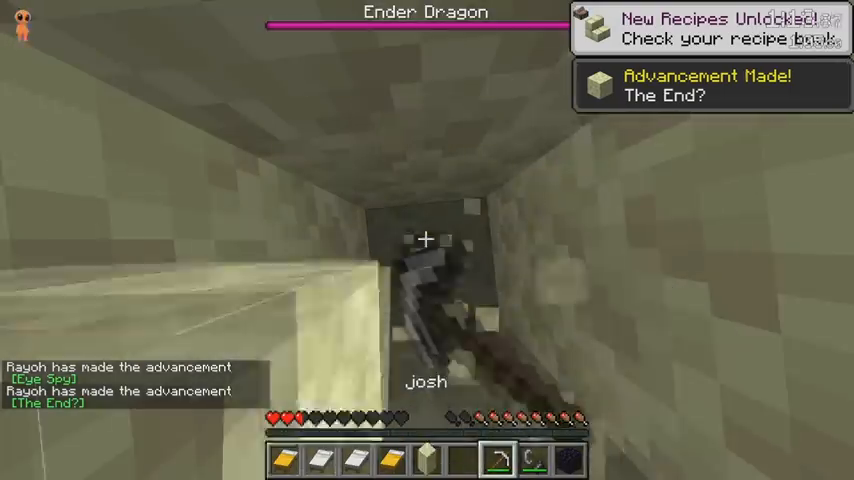 Ender Dragon
New Recipes Unlocked!
Check your recipe book
Advancement Made!
The End?
Rayoh has made the advancement
[Eye Spy]
Rayoh has made the advancement
[The End?]
josh